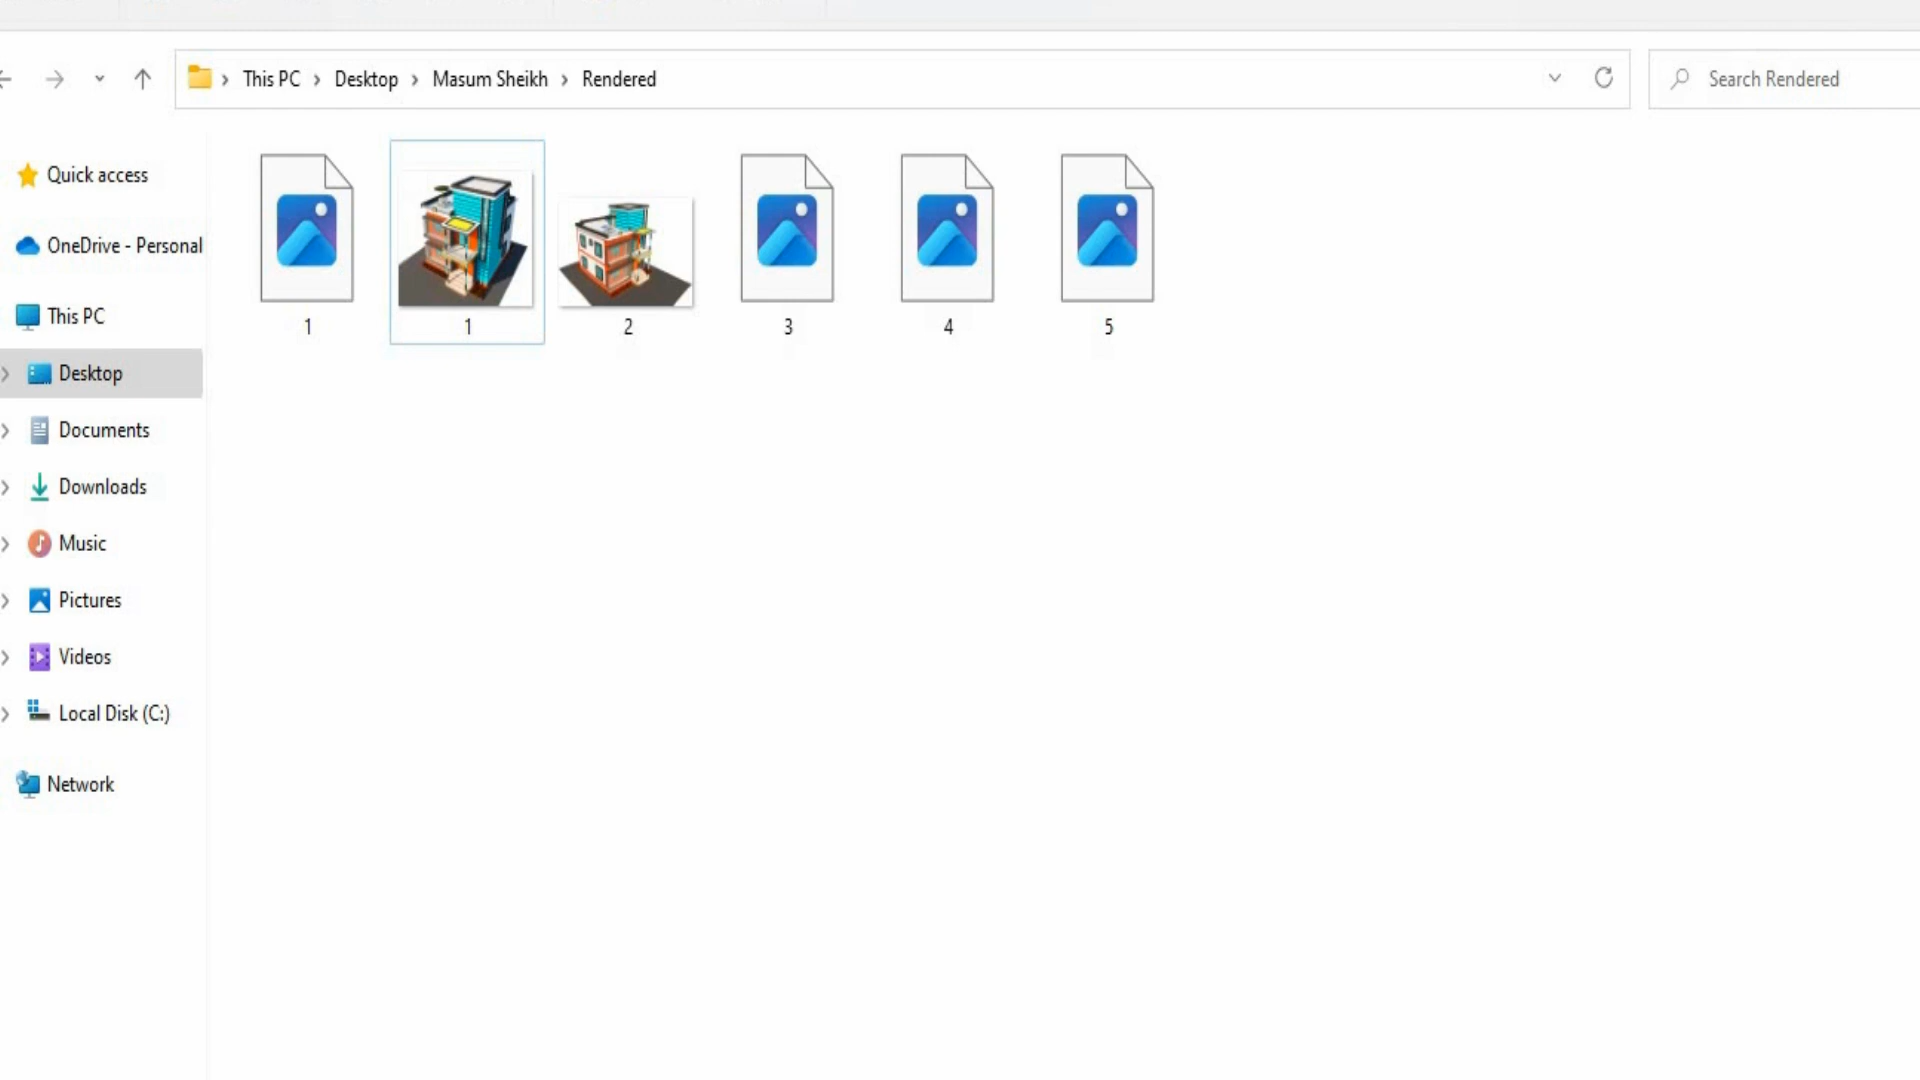 This PC > Desktop > Masum Sheikh > Rendered
Search Rendered
Quick access
OneDrive - Personal
This PC
Desktop
Documents
Downloads
Music
Pictures
Videos
Local Disk (C:)
Network
1
1
2
3
4
5